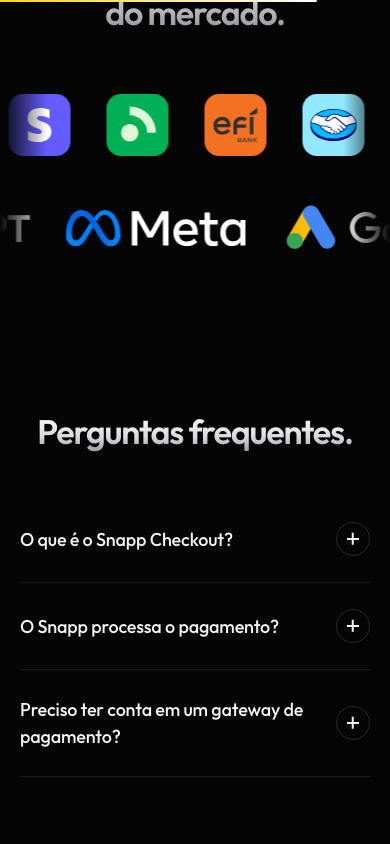 do mercado.
S
efí
BANK
PT
Meta
G
Perguntas frequentes.
O que é o Snapp Checkout?
O Snapp processa o pagamento?
Preciso ter conta em um gateway de
pagamento?